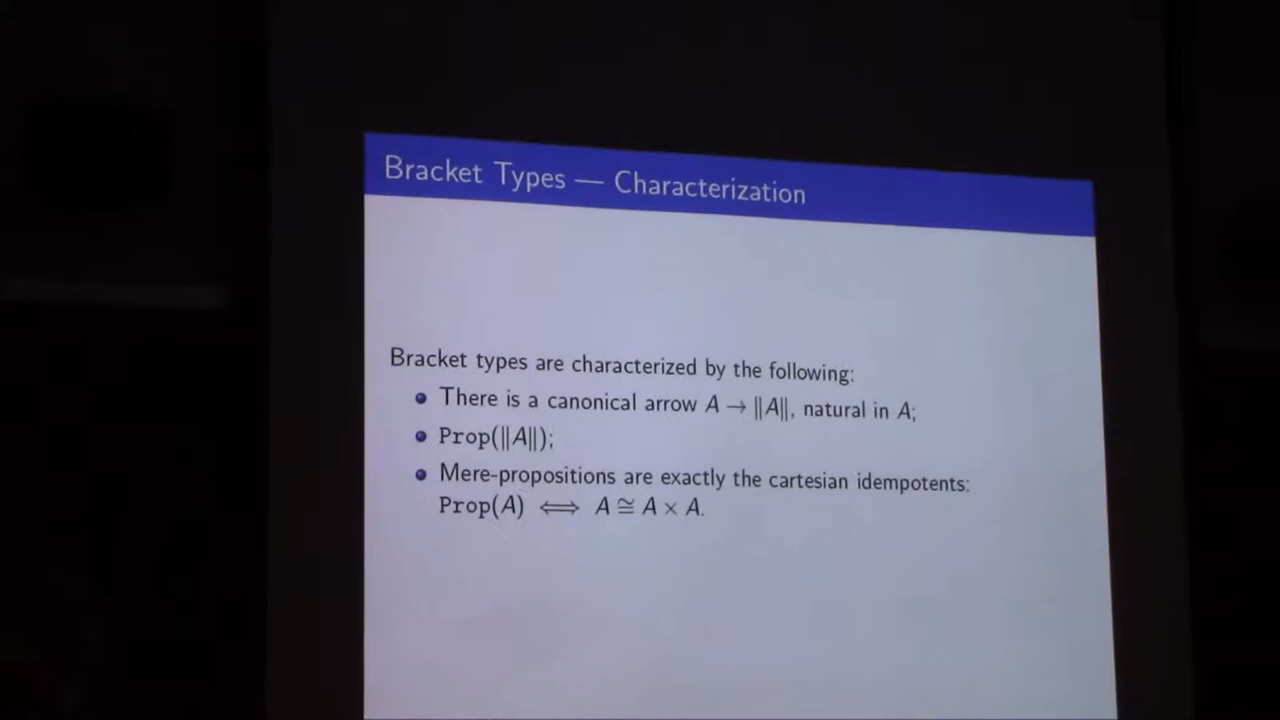 Bracket Types — Characterization
Bracket types are characterized by the following:
There is a canonical arrow A → ‖A‖, natural in A;
Prop(‖A‖);
Mere-propositions are exactly the cartesian idempotents:
Prop(A) ⟺ A ≅ A × A.